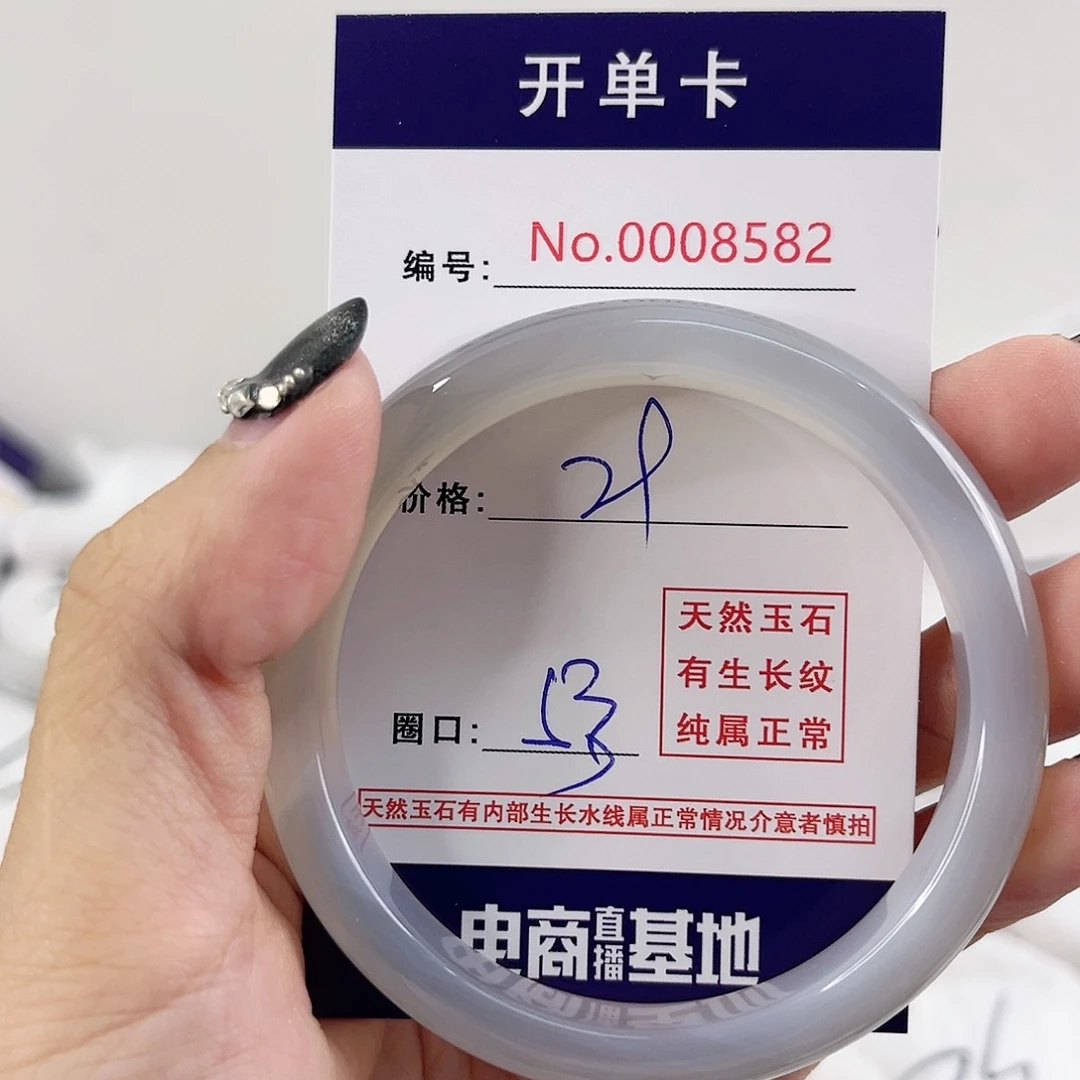 开单卡
编号: No.0008582
价格:
圈口:
天然玉石
有生长纹
纯属正常
天然玉石有内部生长水线属正常情况介意者慎拍
电商直播基地